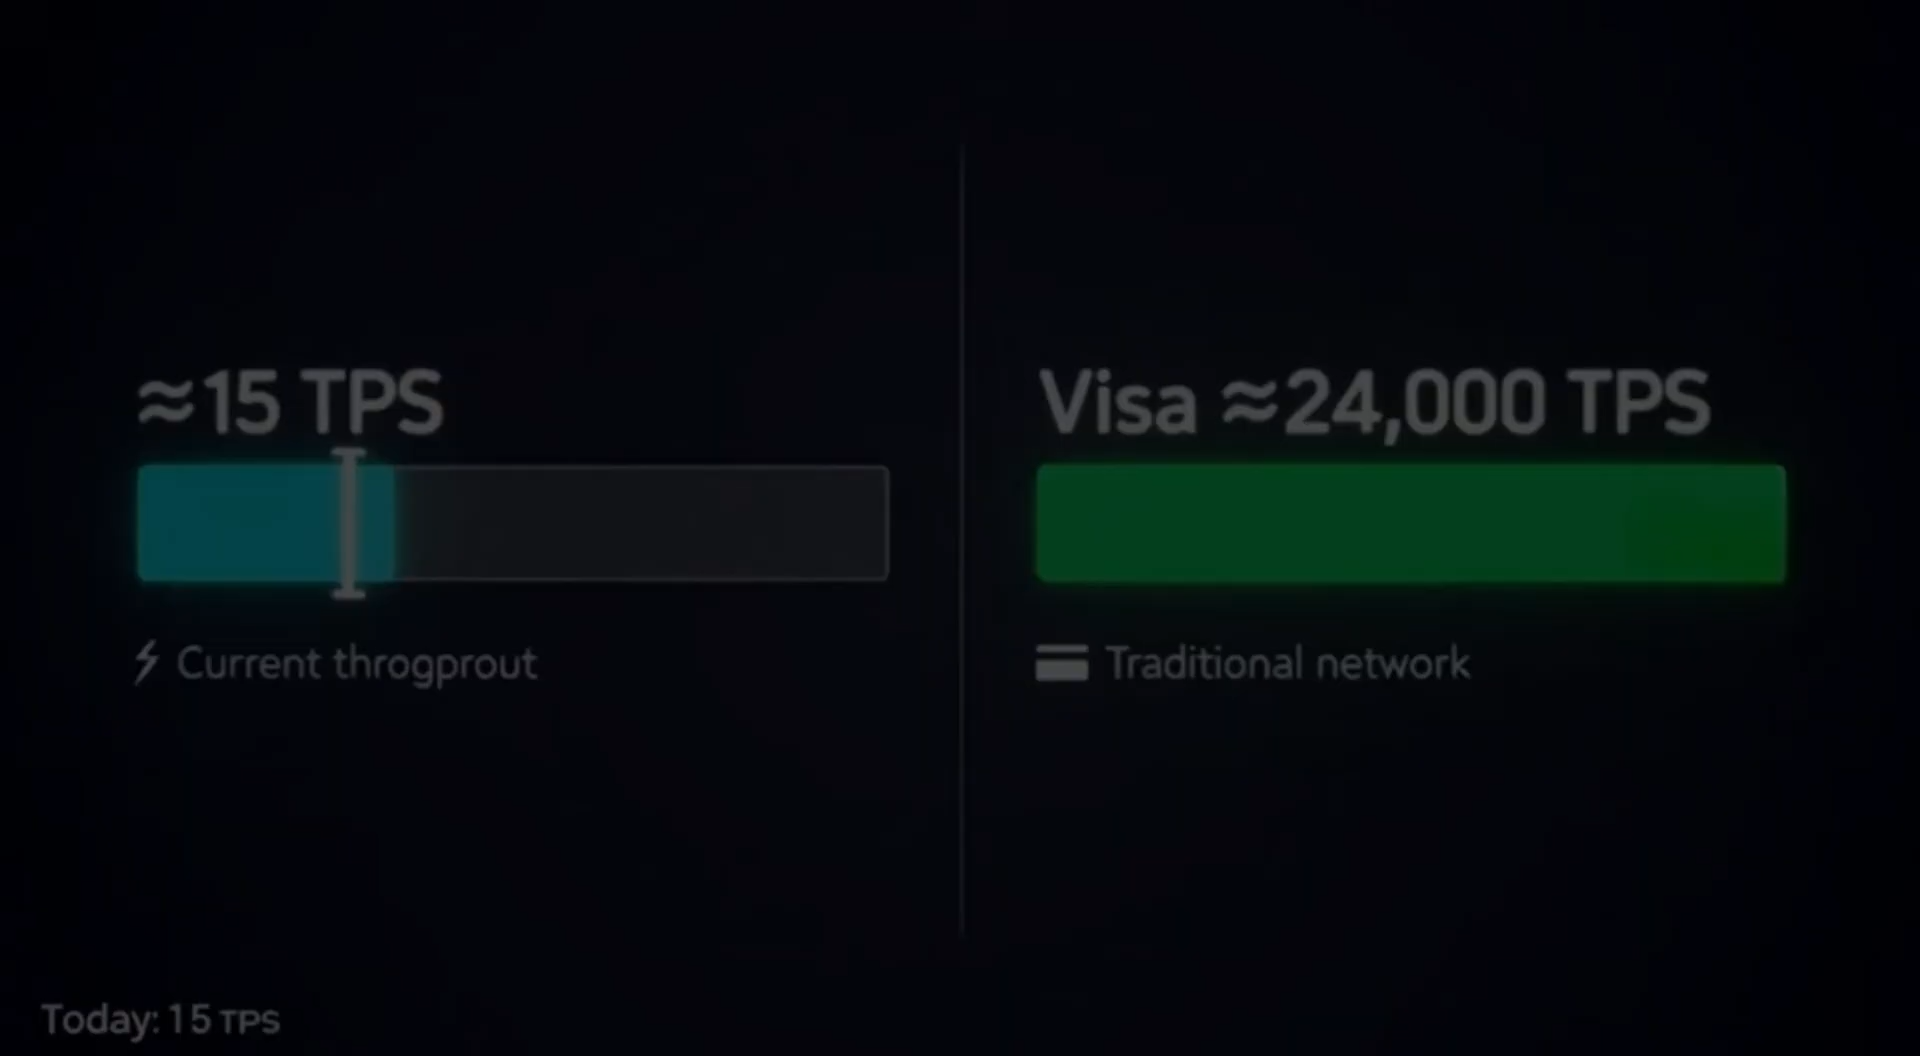 ≈15 TPS
Current throgprout
Visa ≈24,000 TPS
Traditional network
Today: 15 TPS